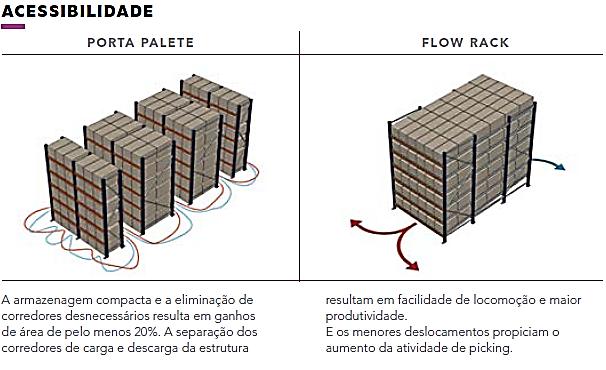 ACESSIBILIDADE
PORTA PALETE
FLOW RACK
A armazenagem compacta e a eliminação de
corredores desnecessários resulta em ganhos
de área de pelo menos 20%. A separação dos
corredores de carga e descarga da estrutura
resultam em facilidade de locomoção e maior
produtividade.
E os menores deslocamentos propiciam o
aumento da atividade de picking.